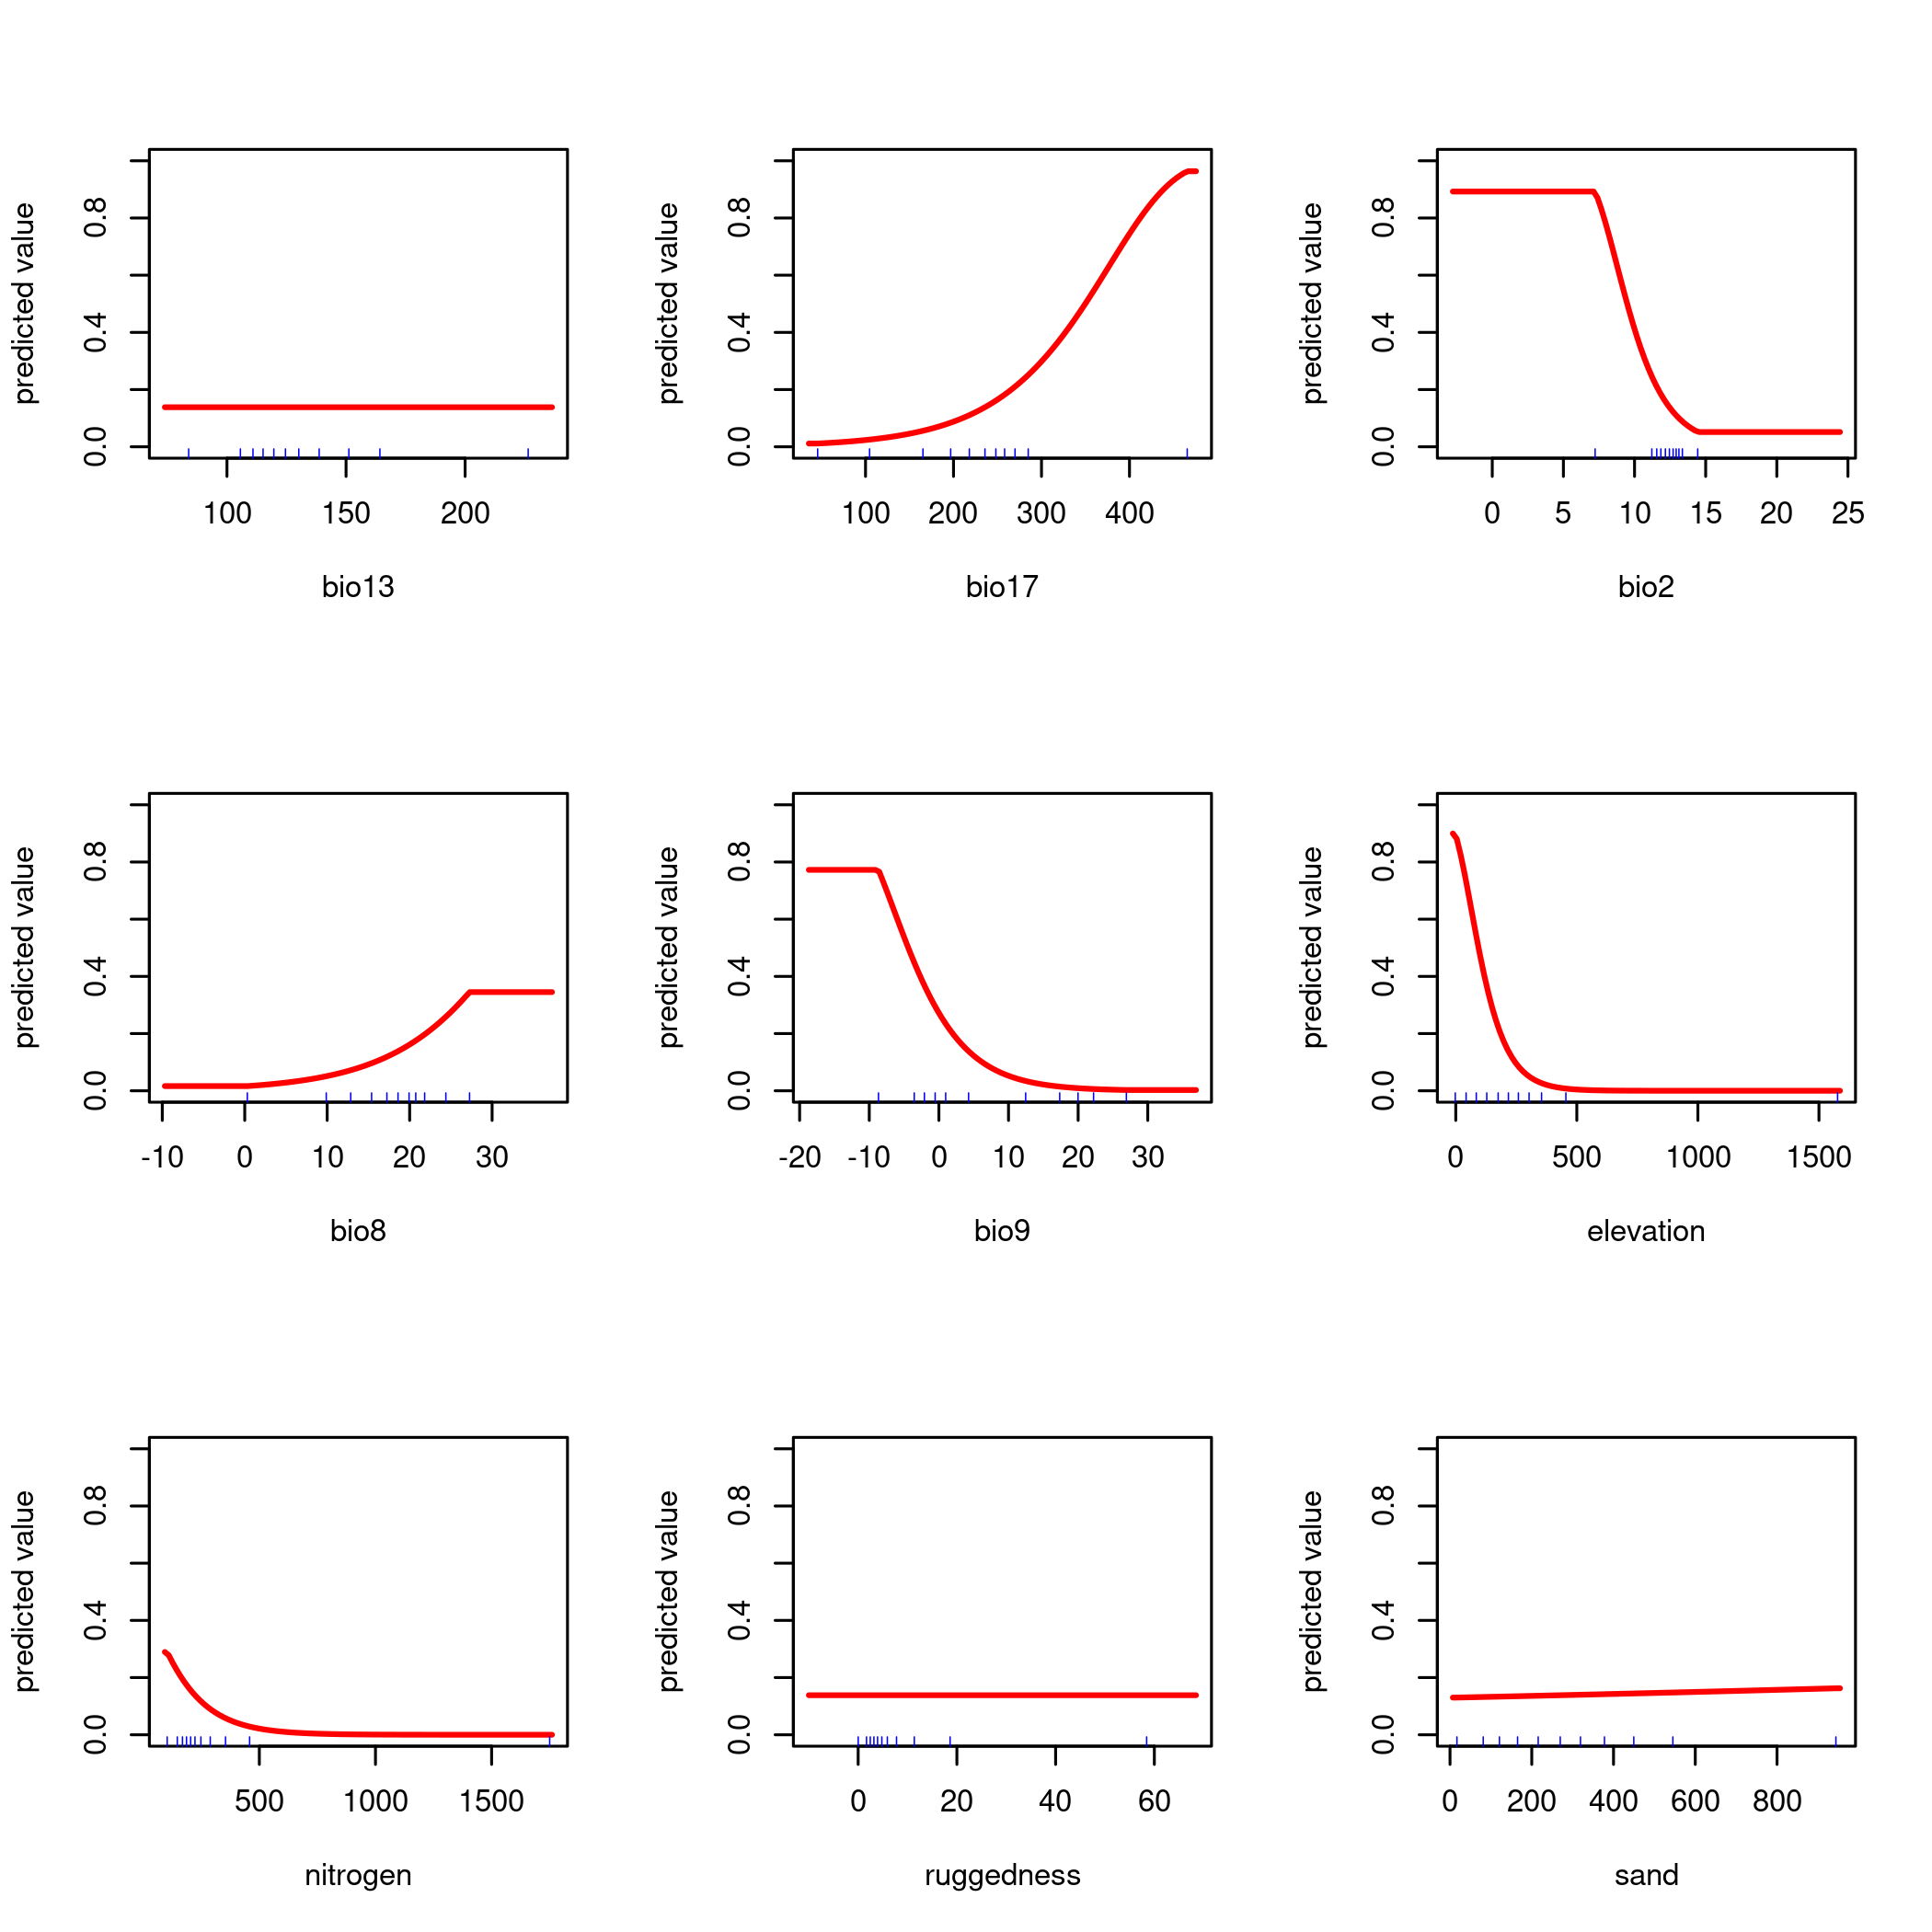 predicted value
0.0 0.4 0.8
100 150 200
bio13
predicted value
0.0 0.4 0.8
100 200 300 400
bio17
predicted value
0.0 0.4 0.8
0 5 10 15 20 25
bio2
predicted value
0.0 0.4 0.8
-10 0 10 20 30
bio8
predicted value
0.0 0.4 0.8
-20 -10 0 10 20 30
bio9
predicted value
0.0 0.4 0.8
0 500 1000 1500
elevation
predicted value
0.0 0.4 0.8
500 1000 1500
nitrogen
predicted value
0.0 0.4 0.8
0 20 40 60
ruggedness
predicted value
0.0 0.4 0.8
0 200 400 600 800
sand